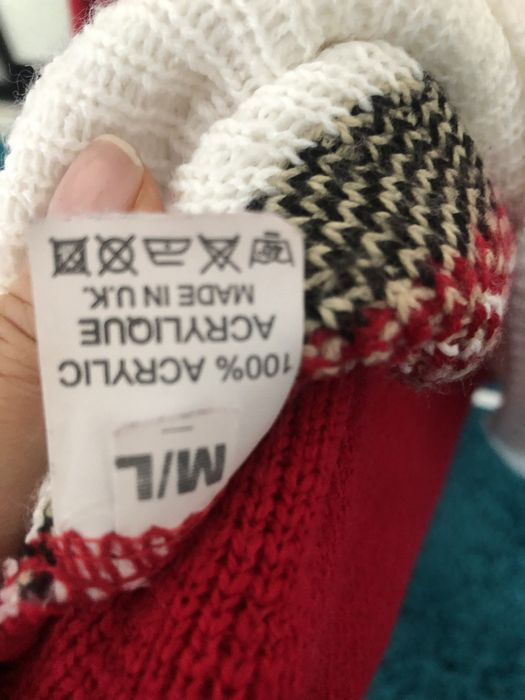 M/L
100% ACRYLIC
ACRYLIQUE
MADE IN U.K.